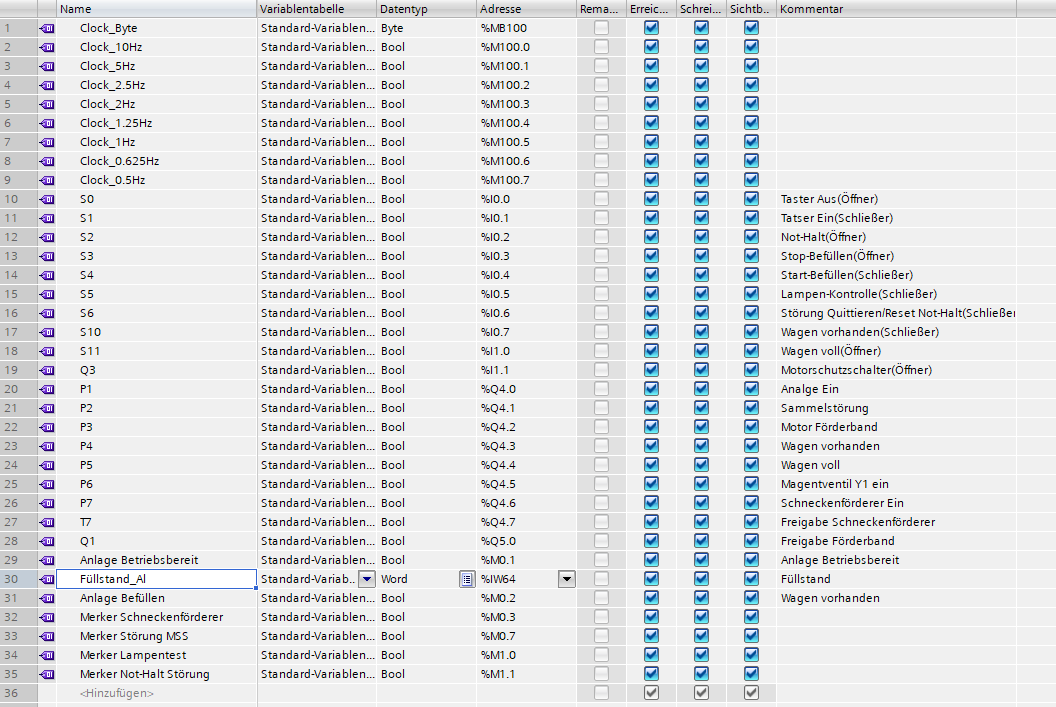 Name Variablentabelle Datentyp Adresse Rema... Erreic... Schrei... Sichtb.. Kommentar
1 Clock_Byte Standard-Variablen... Byte %MB100
2 Clock_10Hz Standard-Variablen... Bool %M100.0
3 Clock_5Hz Standard-Variablen... Bool %M100.1
4 Clock_2.5Hz Standard-Variablen... Bool %M100.2
5 Clock_2Hz Standard-Variablen... Bool %M100.3
6 Clock_1.25Hz Standard-Variablen... Bool %M100.4
7 Clock_1Hz Standard-Variablen... Bool %M100.5
8 Clock_0.625Hz Standard-Variablen... Bool %M100.6
9 Clock_0.5Hz Standard-Variablen... Bool %M100.7
10 S0 Standard-Variablen... Bool %I0.0 Taster Aus(Öffner)
11 S1 Standard-Variablen... Bool %I0.1 Tatser Ein(Schließer)
12 S2 Standard-Variablen... Bool %I0.2 Not-Halt(Öffner)
13 S3 Standard-Variablen... Bool %I0.3 Stop-Befüllen(Öffner)
14 S4 Standard-Variablen... Bool %I0.4 Start-Befüllen(Schließer)
15 S5 Standard-Variablen... Bool %I0.5 Lampen-Kontrolle(Schließer)
16 S6 Standard-Variablen... Bool %I0.6 Störung Quittieren/Reset Not-Halt(Schließer
17 S10 Standard-Variablen... Bool %I0.7 Wagen vorhanden(Schließer)
18 S11 Standard-Variablen... Bool %I1.0 Wagen voll(Öffner)
19 Q3 Standard-Variablen... Bool %I1.1 Motorschutzschalter(Öffner)
20 P1 Standard-Variablen... Bool %Q4.0 Analge Ein
21 P2 Standard-Variablen... Bool %Q4.1 Sammelstörung
22 P3 Standard-Variablen... Bool %Q4.2 Motor Förderband
23 P4 Standard-Variablen... Bool %Q4.3 Wagen vorhanden
24 P5 Standard-Variablen... Bool %Q4.4 Wagen voll
25 P6 Standard-Variablen... Bool %Q4.5 Magentventil Y1 ein
26 P7 Standard-Variablen... Bool %Q4.6 Schneckenförderer Ein
27 T7 Standard-Variablen... Bool %Q4.7 Freigabe Schneckenförderer
28 Q1 Standard-Variablen... Bool %Q5.0 Freigabe Förderband
29 Anlage Betriebsbereit Standard-Variablen... Bool %M0.1 Anlage Betriebsbereit
30 Füllstand_Al Standard-Variab.. Word %IW64 Füllstand
31 Anlage Befüllen Standard-Variablen... Bool %M0.2 Wagen vorhanden
32 Merker Schneckenförderer Standard-Variablen... Bool %M0.3
33 Merker Störung MSS Standard-Variablen... Bool %M0.7
34 Merker Lampentest Standard-Variablen... Bool %M1.0
35 Merker Not-Halt Störung Standard-Variablen... Bool %M1.1
36 <Hinzufügen>